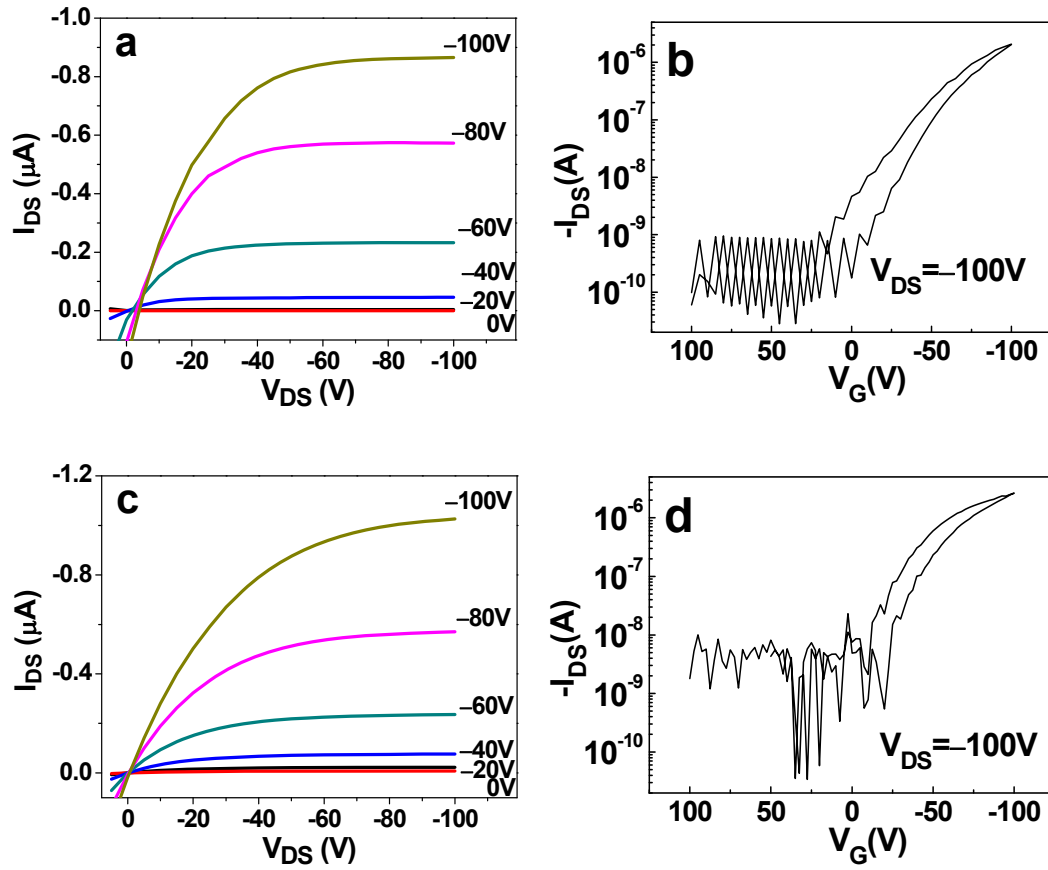 a
-1.0
-0.8
-0.6
-0.4
-0.2
0.0
I_DS (μA)
–100V
–80V
–60V
–40V
–20V
0V
0 -20 -40 -60 -80 -100
V_DS (V)
b
10^-6
10^-7
10^-8
10^-9
10^-10
-I_DS(A)
V_DS=–100V
100 50 0 -50 -100
V_G(V)
c
-1.2
-0.8
-0.4
0.0
I_DS (μA)
–100V
–80V
–60V
–40V
–20V
0V
0 -20 -40 -60 -80 -100
V_DS (V)
d
10^-6
10^-7
10^-8
10^-9
10^-10
-I_DS(A)
V_DS=–100V
100 50 0 -50 -100
V_G(V)